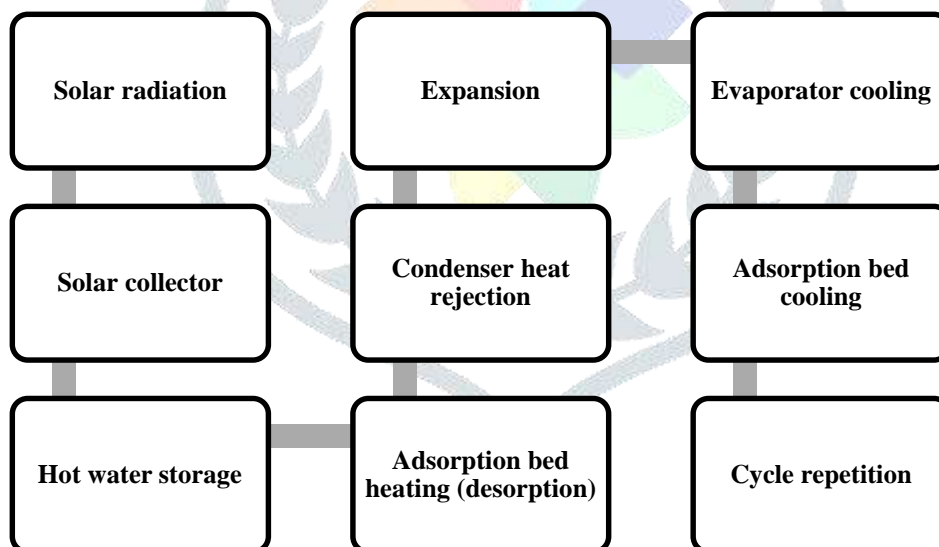 Solar radiation
Solar collector
Hot water storage
Adsorption bed
heating (desorption)
Condenser heat
rejection
Expansion
Evaporator cooling
Adsorption bed
cooling
Cycle repetition